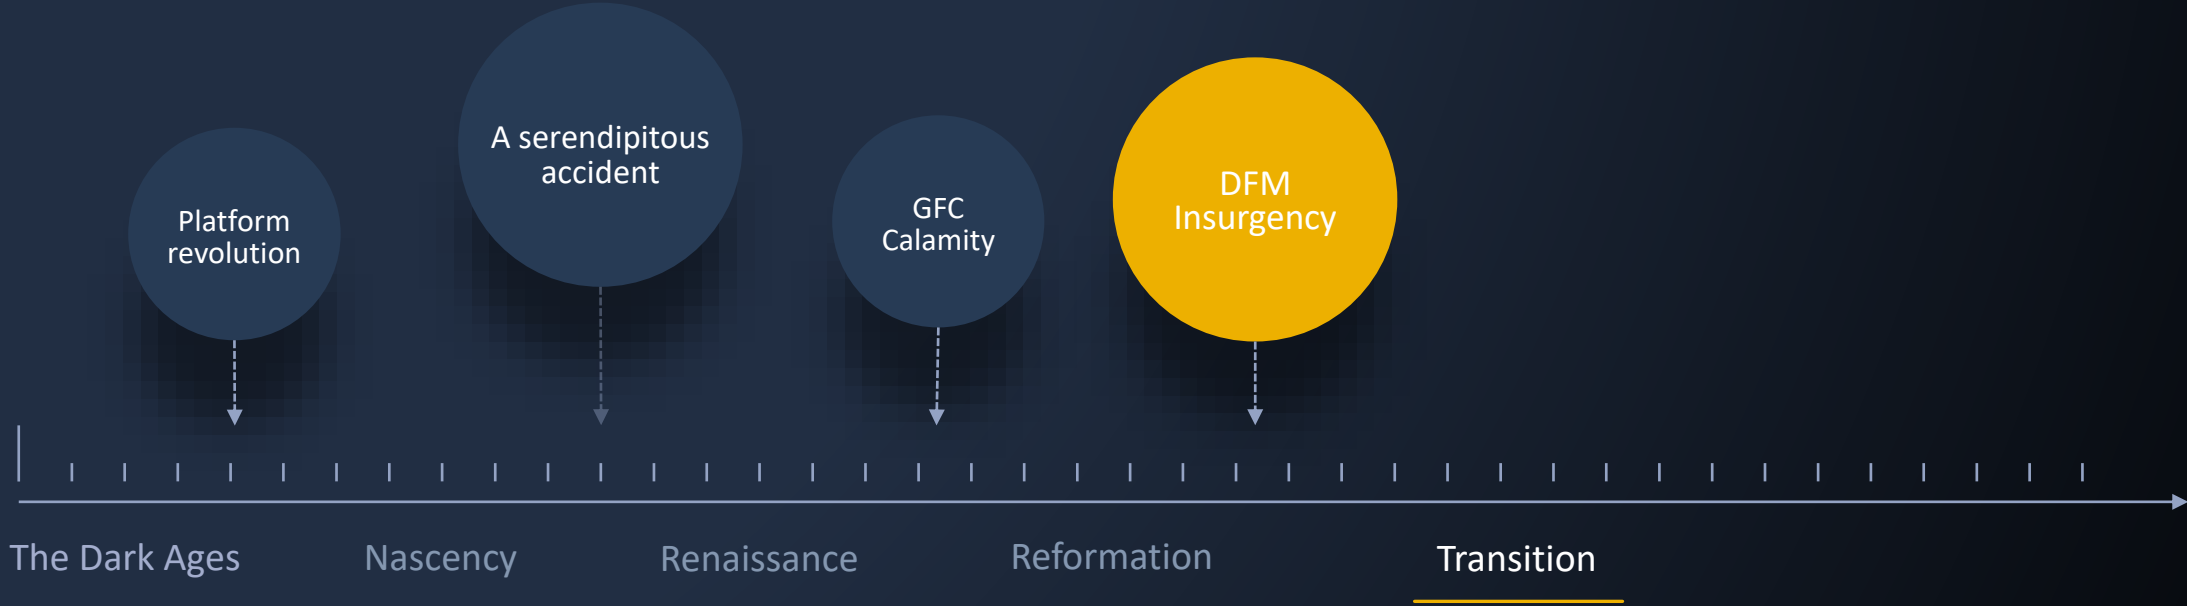 Platform
revolution
A serendipitous
accident
GFC
Calamity
DFM
Insurgency
The Dark Ages
Nascency
Renaissance
Reformation
Transition